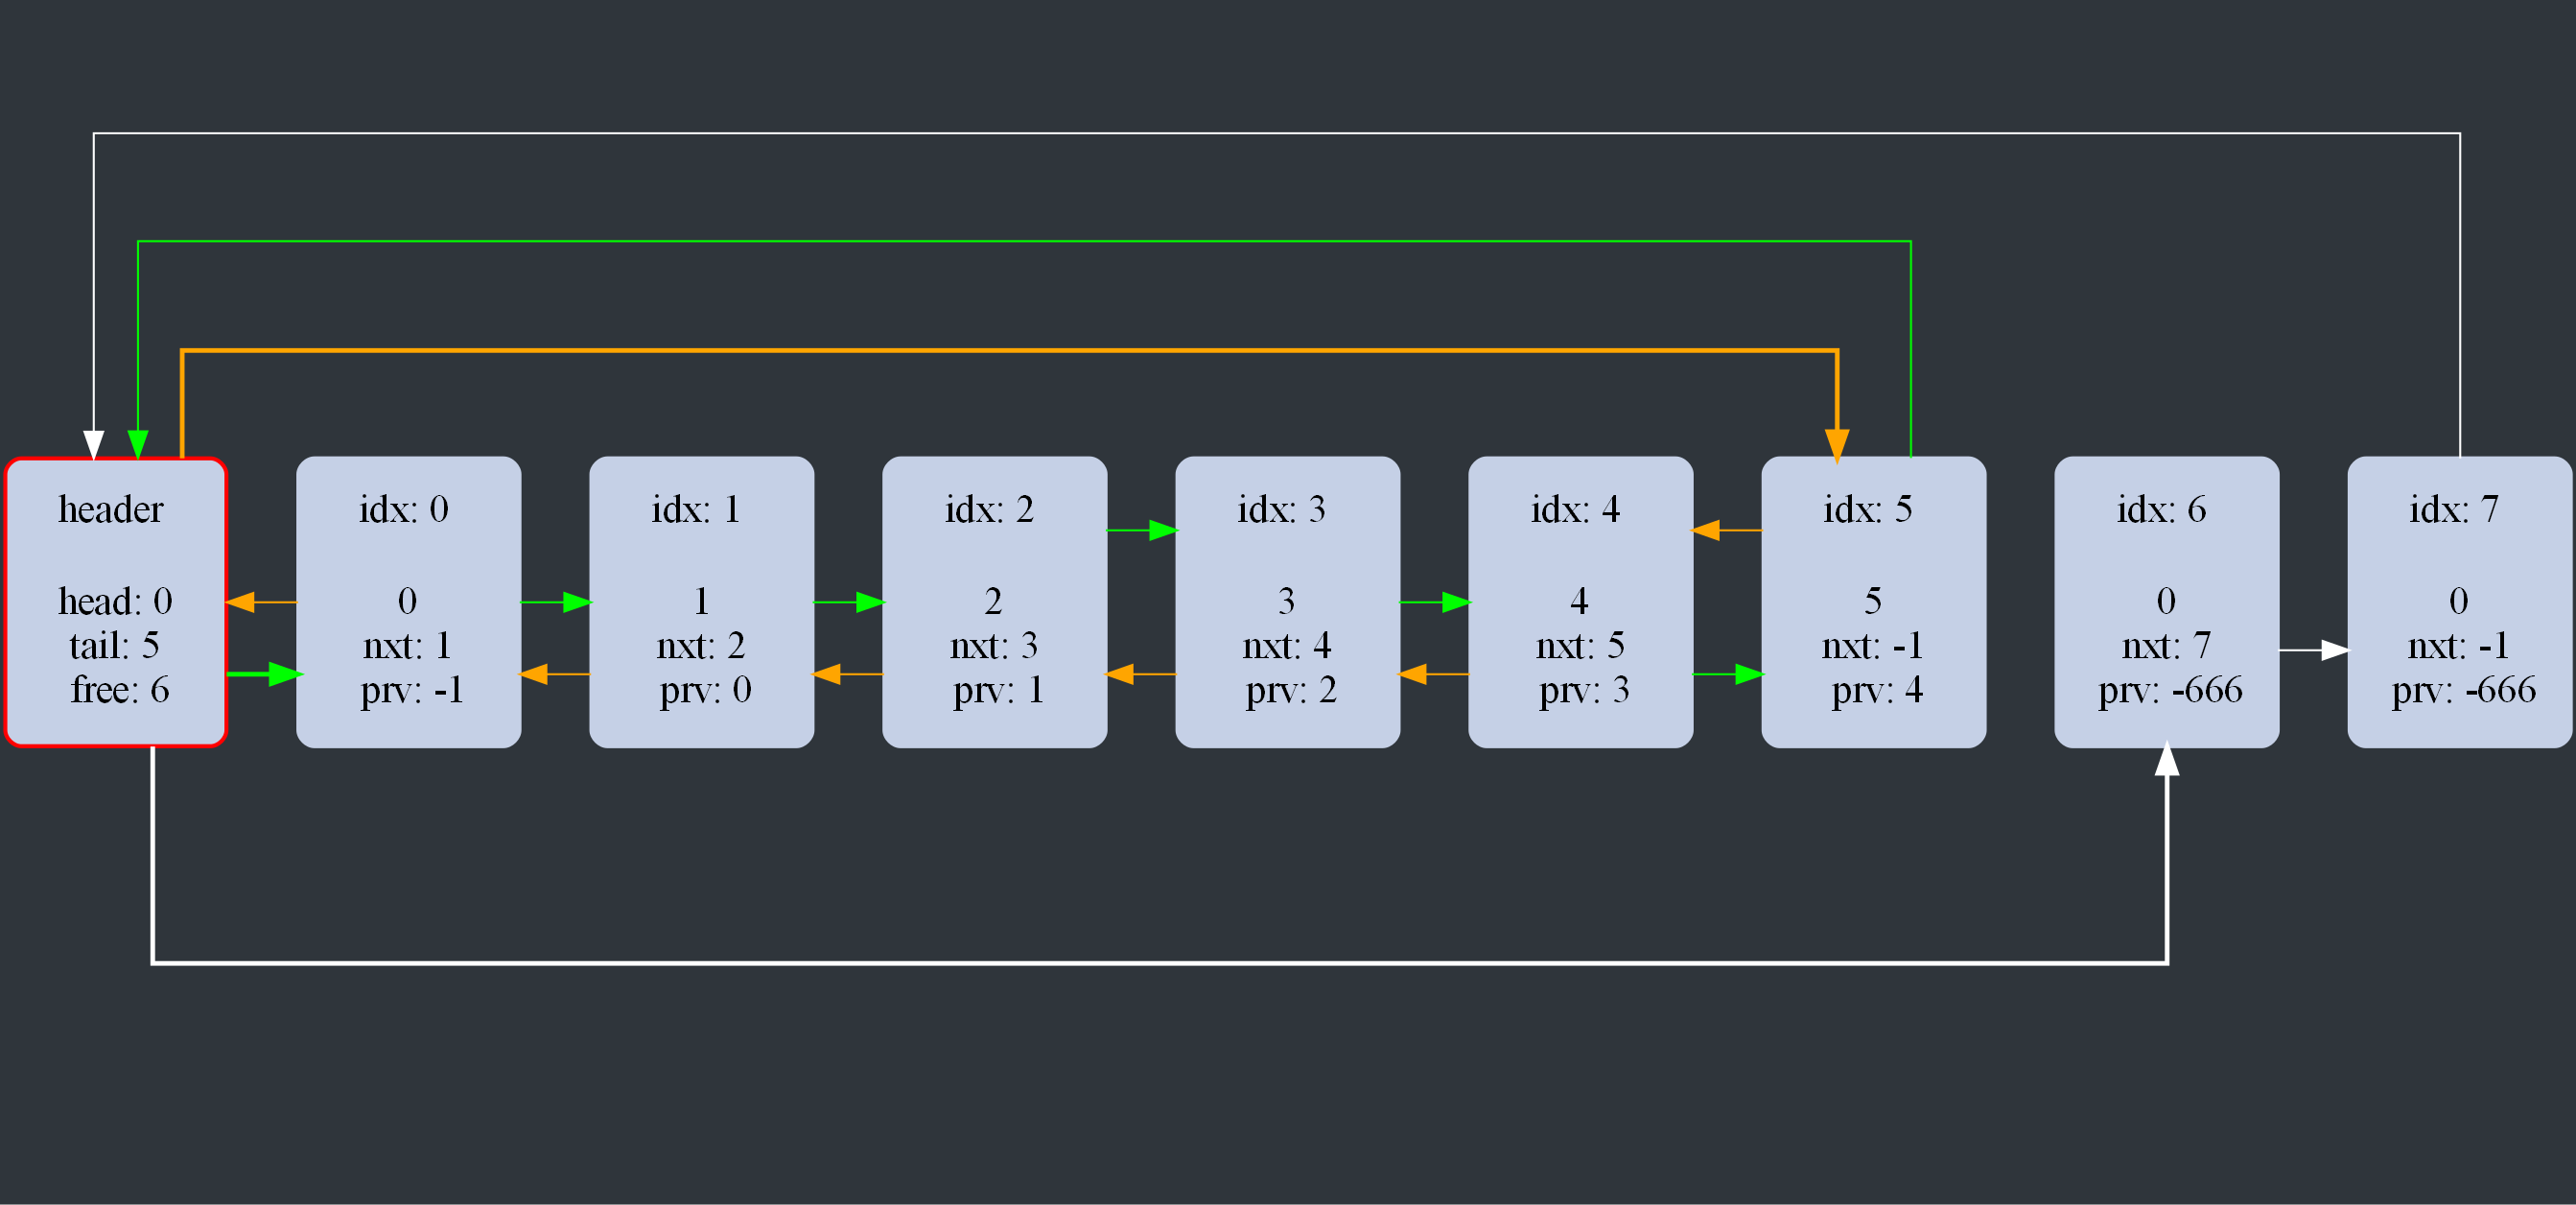 header
head: 0
tail: 5
free: 6
idx: 0
0
nxt: 1
prv: -1
idx: 1
1
nxt: 2
prv: 0
idx: 2
2
nxt: 3
prv: 1
idx: 3
3
nxt: 4
prv: 2
idx: 4
4
nxt: 5
prv: 3
idx: 5
5
nxt: -1
prv: 4
idx: 6
0
nxt: 7
prv: -666
idx: 7
0
nxt: -1
prv: -666